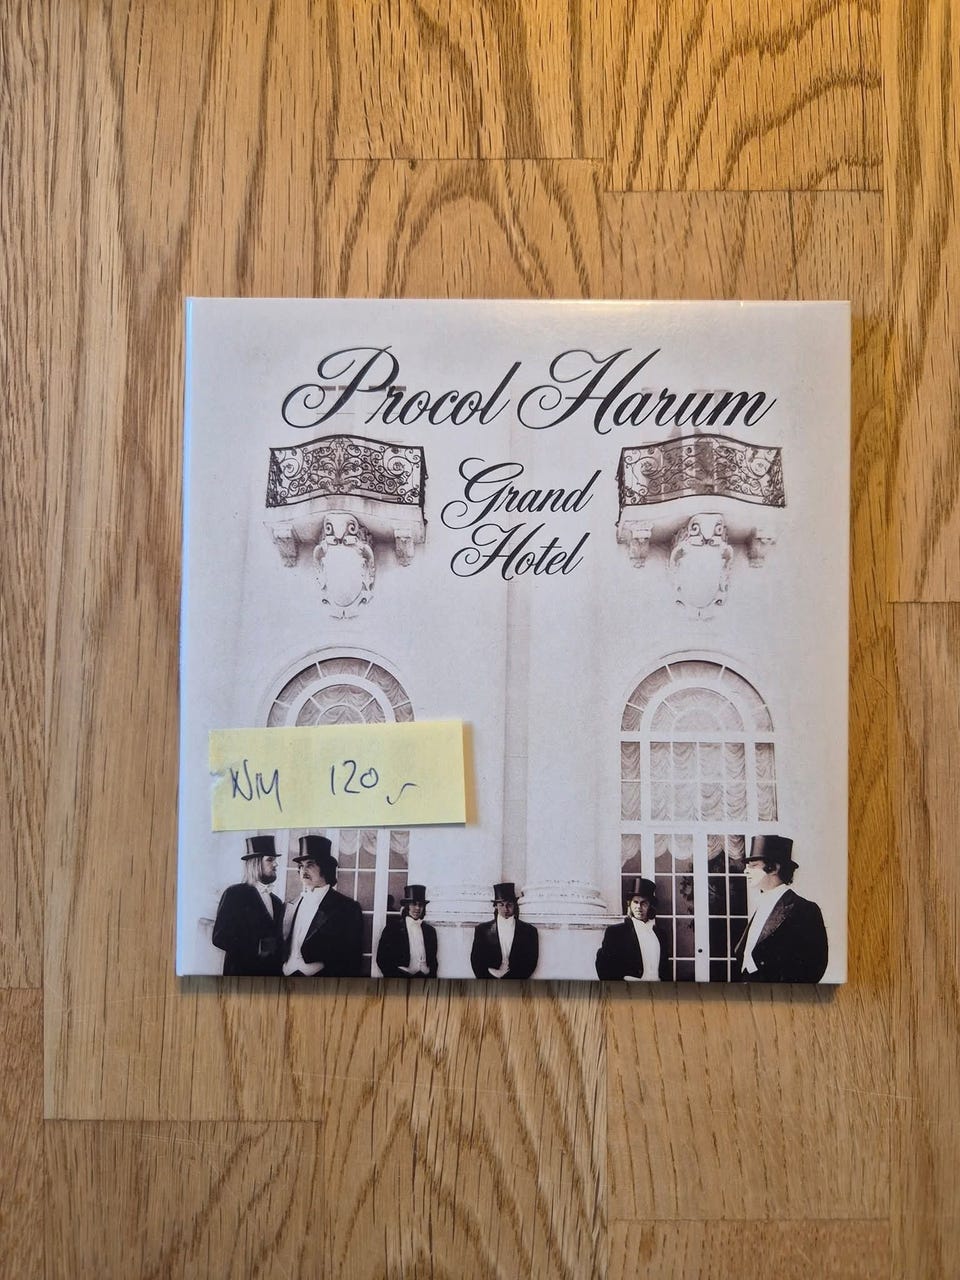 Procol Harum
Grand
Hotel
NM 120,-